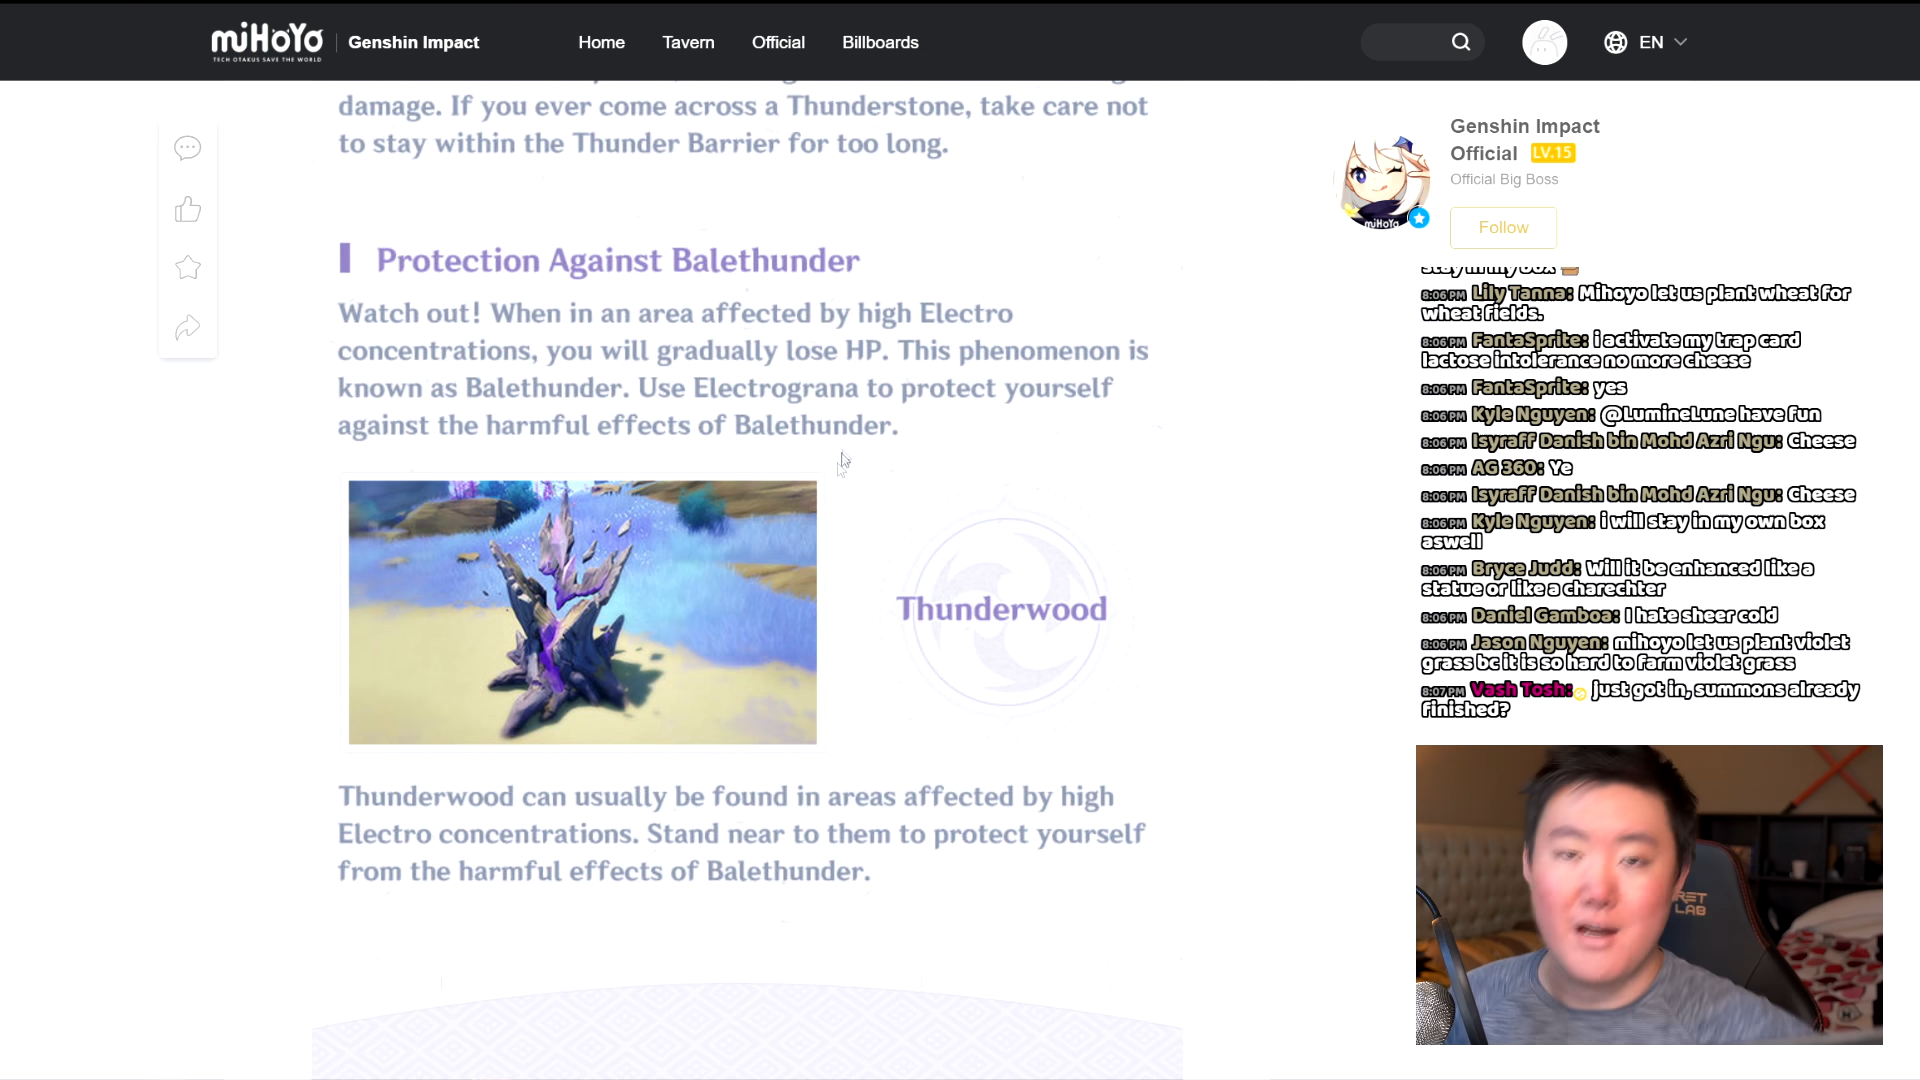 miHoYo
TECH OTAKUS SAVE THE WORLD
Genshin Impact
Home
Tavern
Official
Billboards
EN
damage. If you ever come across a Thunderstone, take care not
to stay within the Thunder Barrier for too long.
Protection Against Balethunder
Watch out! When in an area affected by high Electro
concentrations, you will gradually lose HP. This phenomenon is
known as Balethunder. Use Electrograna to protect yourself
against the harmful effects of Balethunder.
Thunderwood
Thunderwood can usually be found in areas affected by high
Electro concentrations. Stand near to them to protect yourself
from the harmful effects of Balethunder.
Genshin Impact
Official LV.15
Official Big Boss
miHoYo
Follow
stay in my box
8:06 PM Lily Tanna: Mihoyo let us plant wheat for
wheat fields.
8:06 PM FantaSprite: i activate my trap card
lactose intolerance no more cheese
8:06 PM FantaSprite: yes
8:06 PM Kyle Nguyen: @LumineLune have fun
8:06 PM Isyraff Danish bin Mohd Azri Ngu: Cheese
8:06 PM AG 360: Ye
8:06 PM Isyraff Danish bin Mohd Azri Ngu: Cheese
8:06 PM Kyle Nguyen: i will stay in my own box
aswell
8:06 PM Bryce Judd: Will it be enhanced like a
statue or like a charechter
8:06 PM Daniel Gamboa: I hate sheer cold
8:06 PM Jason Nguyen: mihoyo let us plant violet
grass bc it is so hard to farm violet grass
8:07 PM Vash Tosh: just got in, summons already
finished?
RET
LAB